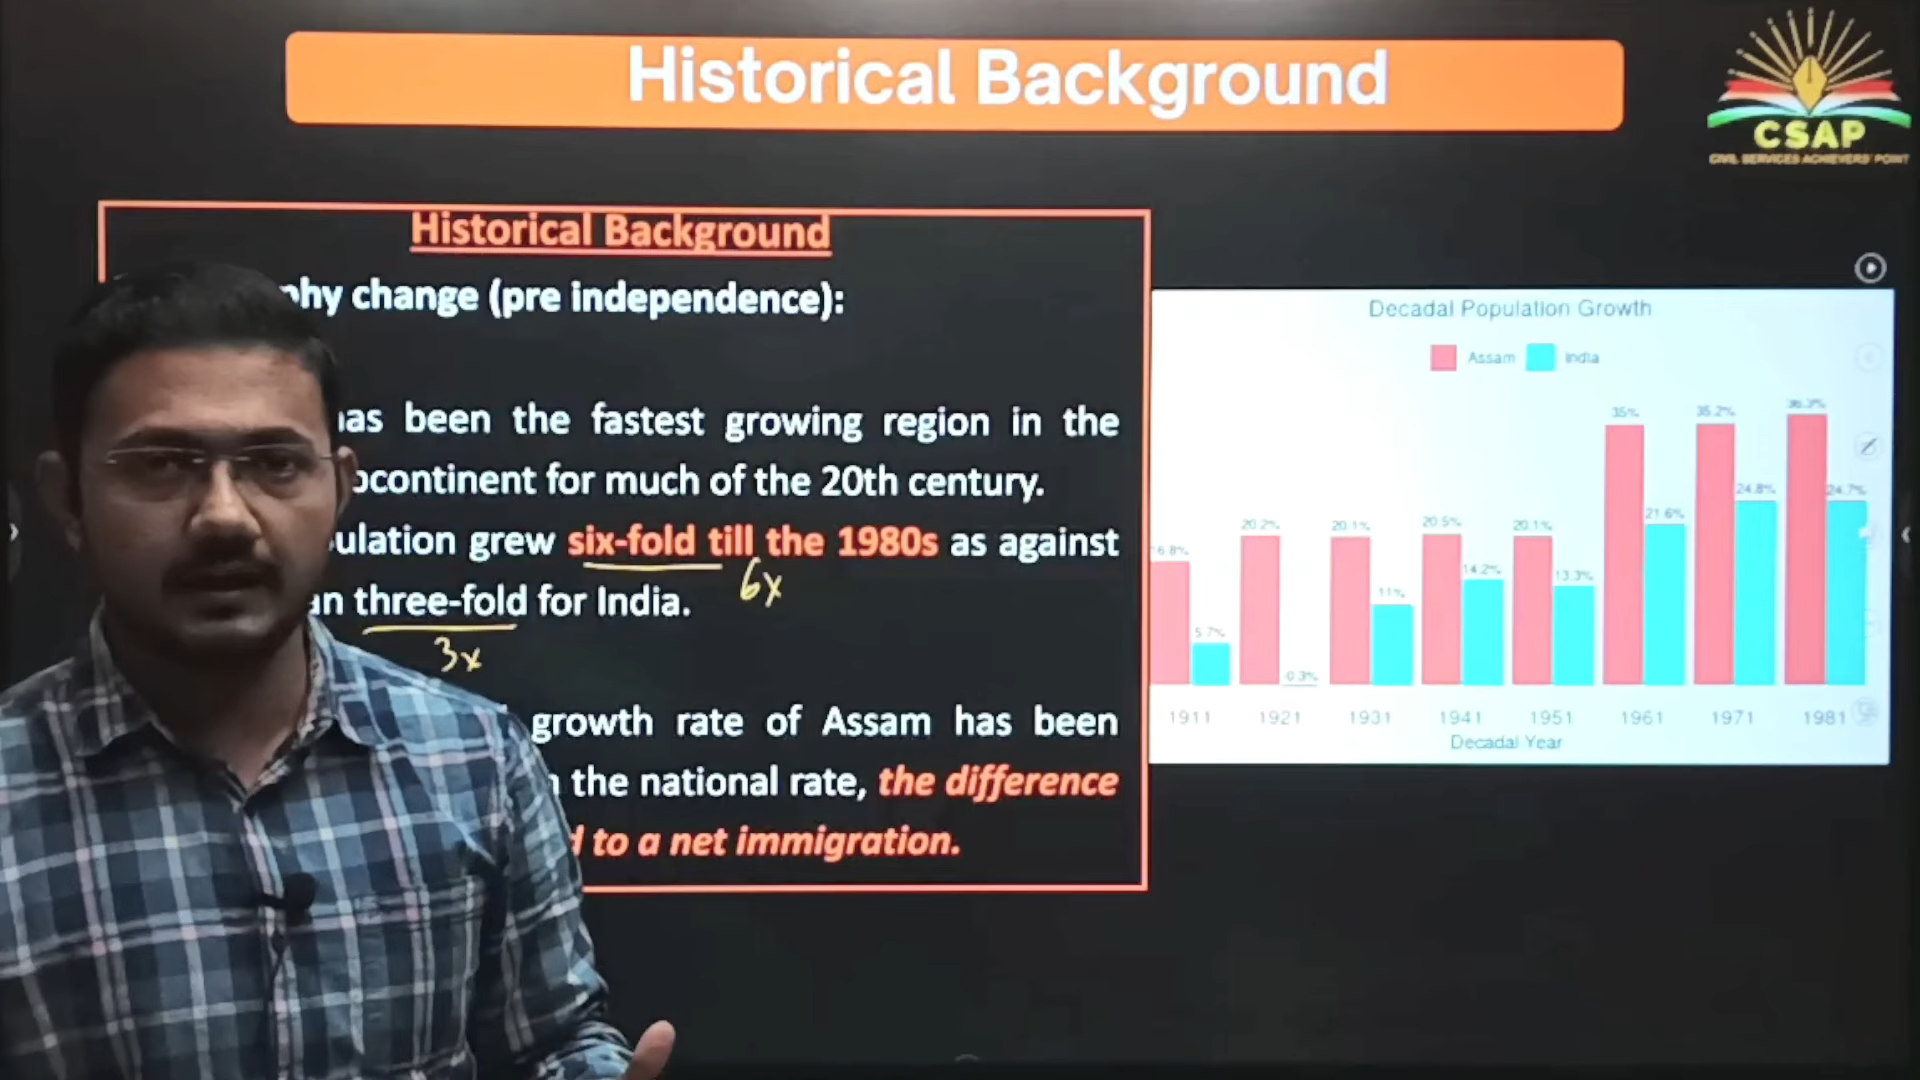 Historical Background
CSAP
CIVIL SERVICES ACHIEVERS' POINT
Historical Background
change (pre independence):
has been the fastest growing region in the
for much of the 20th century.
grew six-fold till the 1980s as against
6x
three-fold for India.
3x
growth rate of Assam has been
the national rate, the difference
to a net immigration.
Decadal Population Growth
Assam India
35% 35.2% 36.3%
24.8% 24.7%
20.2% 20.1% 20.5% 20.1% 21.6%
6.8% 14.2% 13.3%
11%
5.7%
-0.3%
1911 1921 1931 1941 1951 1961 1971 1981
Decadal Year